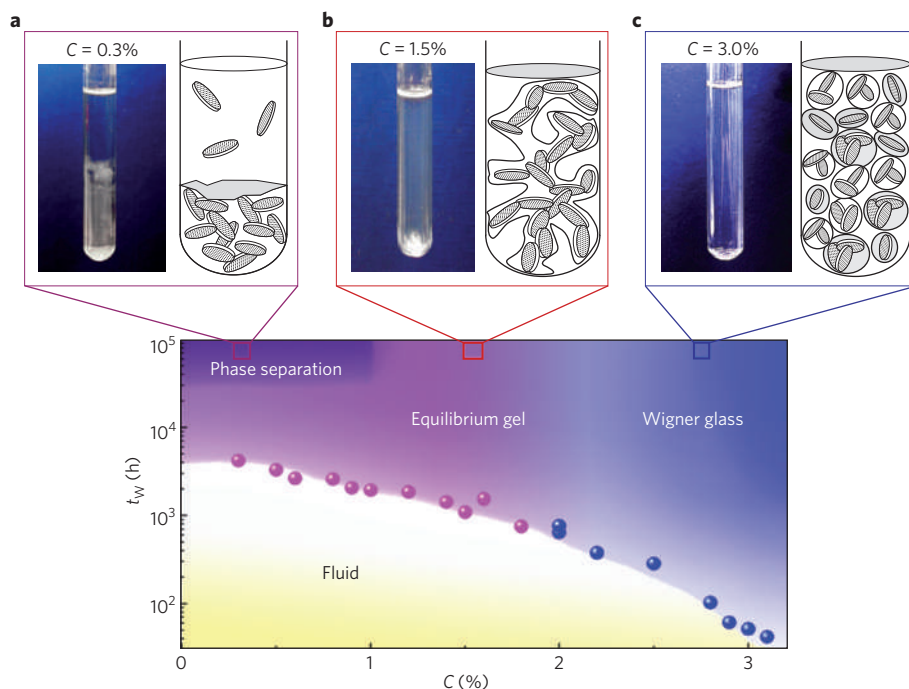 a
b
c
C = 0.3%
C = 1.5%
C = 3.0%
10⁵
Phase separation
Equilibrium gel
Wigner glass
10⁴
t_W (h)
10³
Fluid
10²
0
1
2
3
C (%)